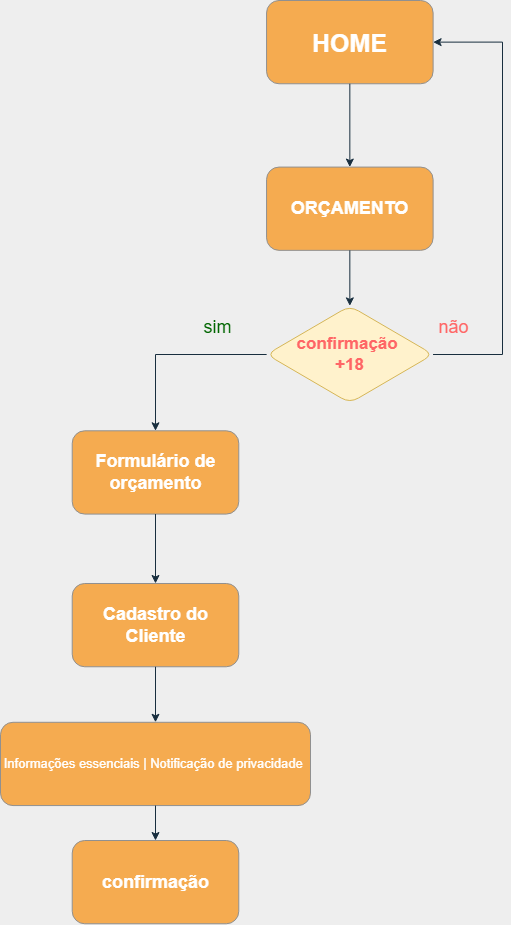 HOME
ORÇAMENTO
sim
não
confirmação
+18
Formulário de
orçamento
Cadastro do
Cliente
Informações essenciais | Notificação de privacidade
confirmação